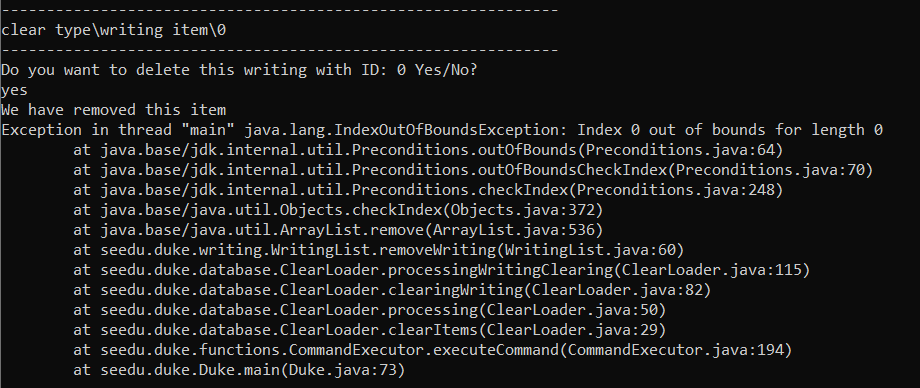 --------------------------------------------------------------
clear type\writing item\0
--------------------------------------------------------------
Do you want to delete this writing with ID: 0 Yes/No?
yes
We have removed this item
Exception in thread "main" java.lang.IndexOutOfBoundsException: Index 0 out of bounds for length 0
        at java.base/jdk.internal.util.Preconditions.outOfBounds(Preconditions.java:64)
        at java.base/jdk.internal.util.Preconditions.outOfBoundsCheckIndex(Preconditions.java:70)
        at java.base/jdk.internal.util.Preconditions.checkIndex(Preconditions.java:248)
        at java.base/java.util.Objects.checkIndex(Objects.java:372)
        at java.base/java.util.ArrayList.remove(ArrayList.java:536)
        at seedu.duke.writing.WritingList.removeWriting(WritingList.java:60)
        at seedu.duke.database.ClearLoader.processingWritingClearing(ClearLoader.java:115)
        at seedu.duke.database.ClearLoader.clearingWriting(ClearLoader.java:82)
        at seedu.duke.database.ClearLoader.processing(ClearLoader.java:50)
        at seedu.duke.database.ClearLoader.clearItems(ClearLoader.java:29)
        at seedu.duke.functions.CommandExecutor.executeCommand(CommandExecutor.java:194)
        at seedu.duke.Duke.main(Duke.java:73)